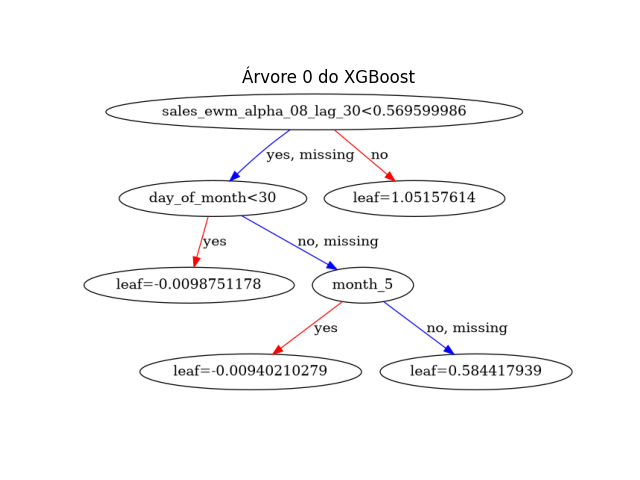 Árvore 0 do XGBoost
sales_ewm_alpha_08_lag_30<0.569599986
yes, missing
no
day_of_month<30
leaf=1.05157614
yes
no, missing
leaf=-0.0098751178
month_5
yes
no, missing
leaf=-0.00940210279
leaf=0.584417939